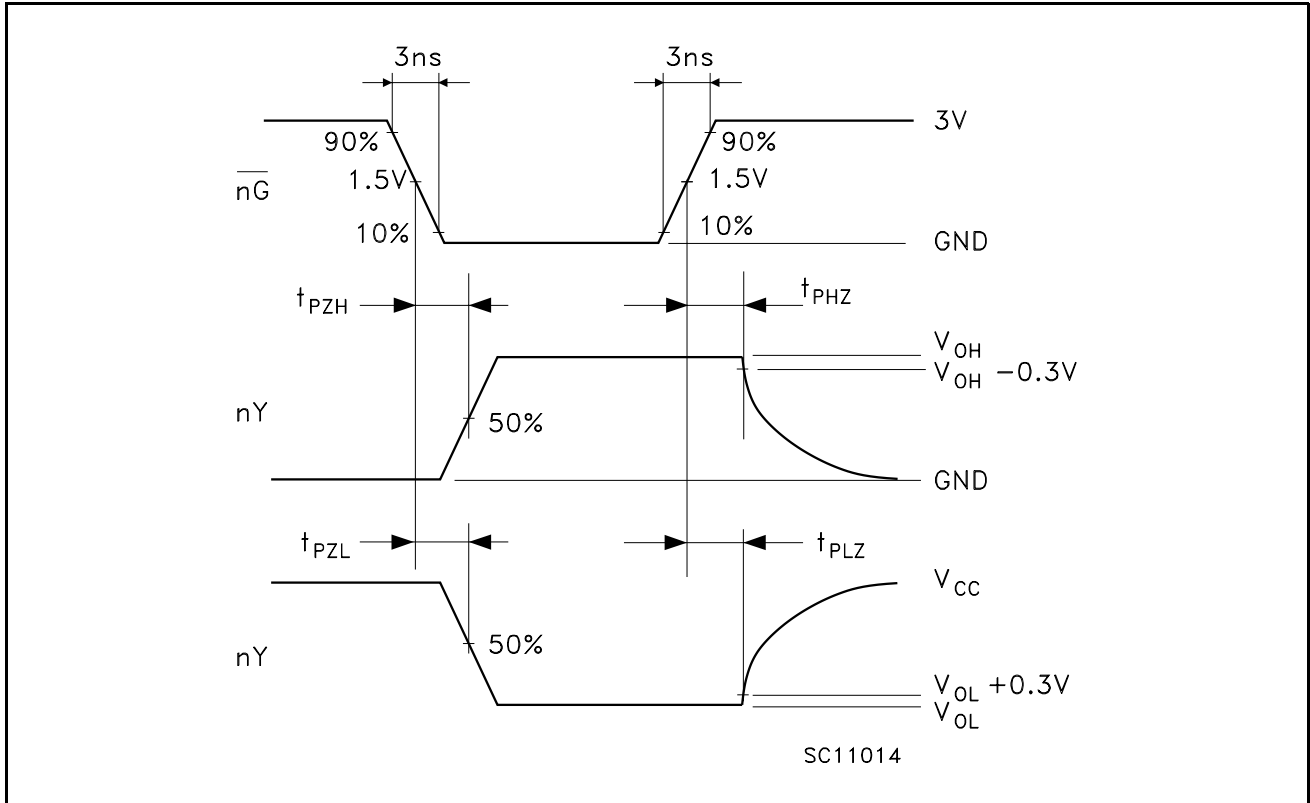 3ns 3ns
3V
90% 90%
nG 1.5V 1.5V
10% 10%
GND
tPZH tPHZ
VOH
VOH −0.3V
nY 50%
GND
tPZL tPLZ
VCC
50%
nY
VOL +0.3V
VOL
SC11014